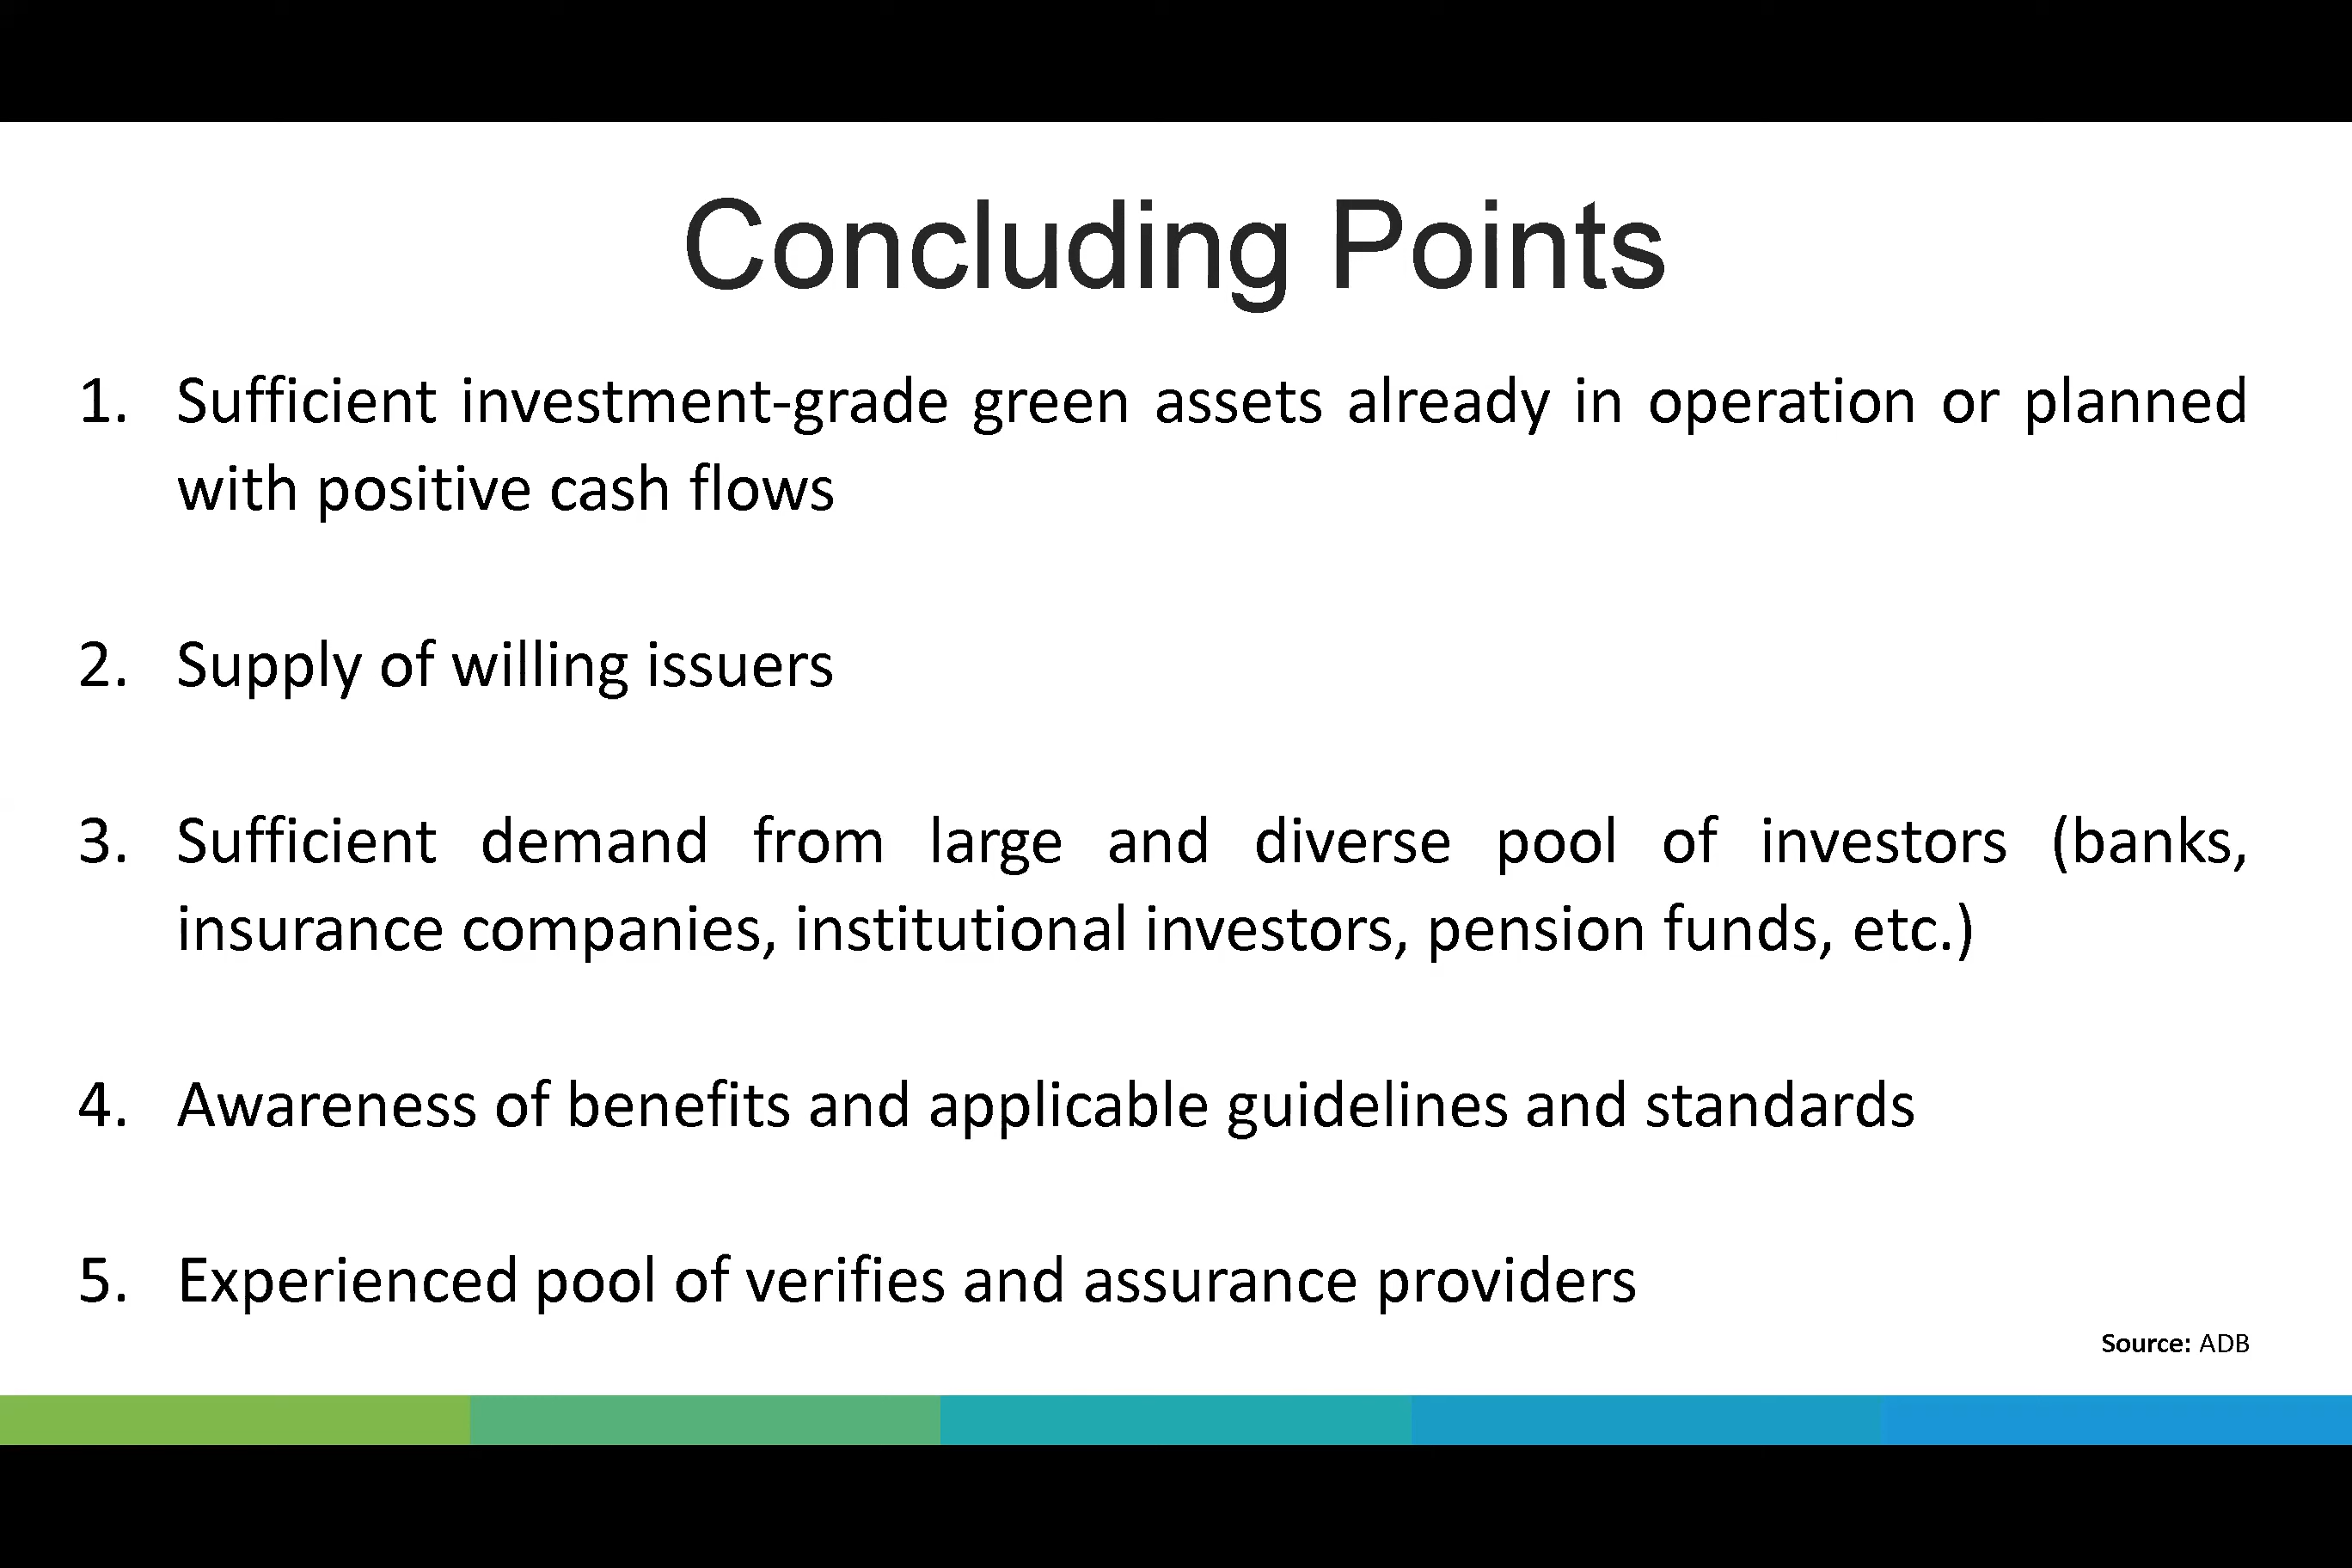 Concluding Points
1. Sufficient investment-grade green assets already in operation or planned
with positive cash flows
2. Supply of willing issuers
3. Sufficient demand from large and diverse pool of investors (banks,
insurance companies, institutional investors, pension funds, etc.)
4. Awareness of benefits and applicable guidelines and standards
5. Experienced pool of verifies and assurance providers
Source: ADB